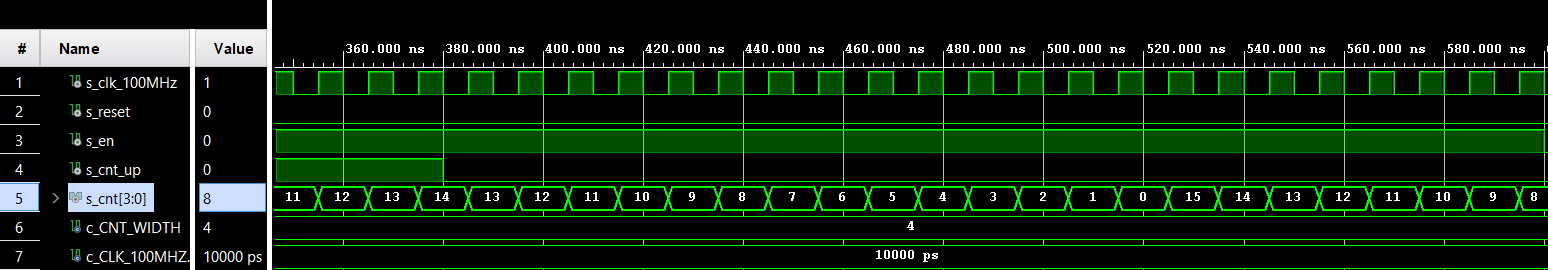 # Name Value
360.000 ns 380.000 ns 400.000 ns 420.000 ns 440.000 ns 460.000 ns 480.000 ns 500.000 ns 520.000 ns 540.000 ns 560.000 ns 580.000 ns
1 s_clk_100MHz 1
2 s_reset 0
3 s_en 0
4 s_cnt_up 0
5 s_cnt[3:0] 8 11 12 13 14 13 12 11 10 9 8 7 6 5 4 3 2 1 0 15 14 13 12 11 10 9 8
6 c_CNT_WIDTH 4 4
7 c_CLK_100MHZ. 10000 ps 10000 ps